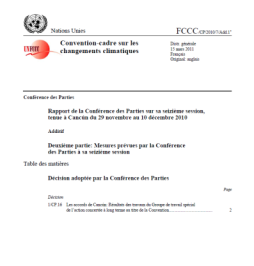 Nations Unies
FCCC/CP/2010/7/Add.1*
Convention-cadre sur les
changements climatiques
Distr. générale
15 mars 2011
Français
Original: anglais
Conférence des Parties
Rapport de la Conférence des Parties sur sa seizième session,
tenue à Cancún du 29 novembre au 10 décembre 2010
Additif
Deuxième partie: Mesures prévues par la Conférence
des Parties à sa seizième session
Table des matières
Décision adoptée par la Conférence des Parties
Page
Décision
1/CP.16 Les accords de Cancún: Résultats des travaux du Groupe de travail spécial
de l'action concertée à long terme au titre de la Convention 2